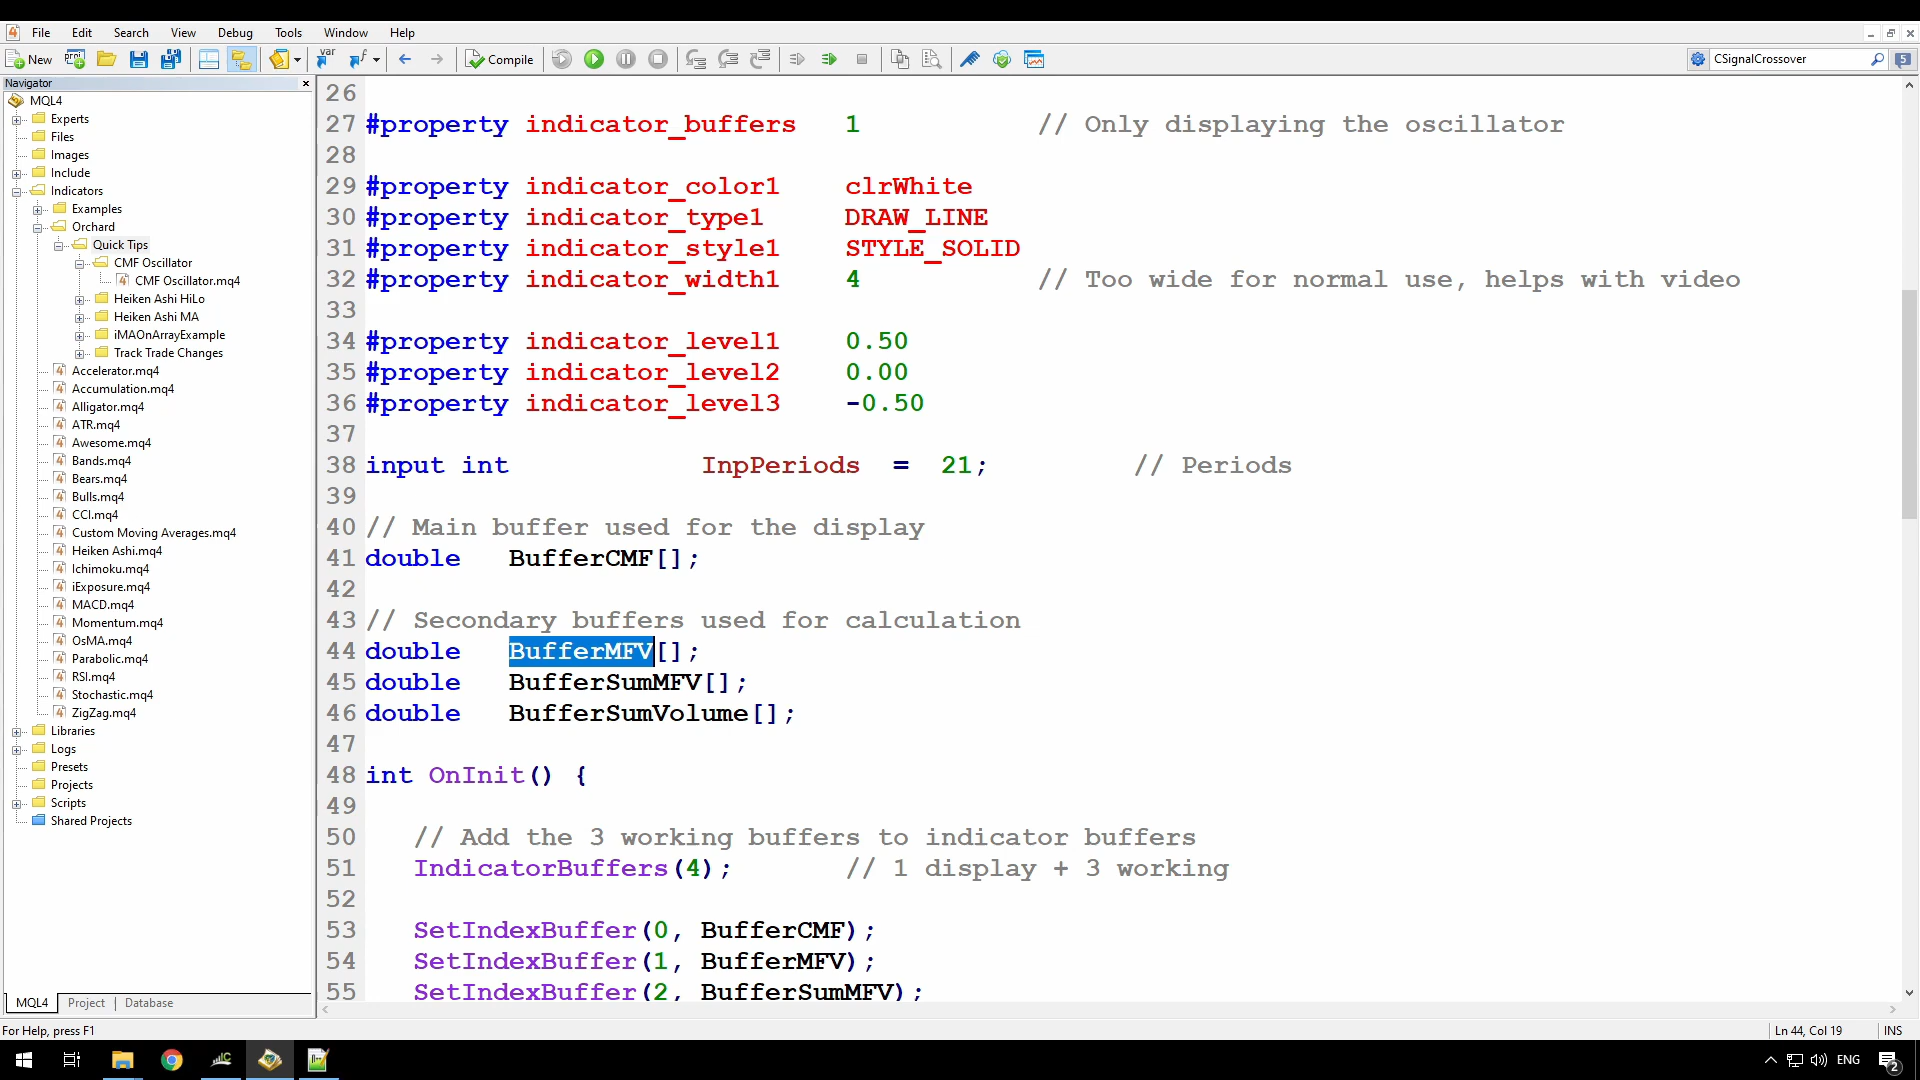 File Edit Search View Debug Tools Window Help
New Compile CSignalCrossover 5
Navigator
MQL4
Experts
Files
Images
Include
Indicators
Examples
Orchard
Quick Tips
CMF Oscillator
CMF Oscillator.mq4
Heiken Ashi HiLo
Heiken Ashi MA
iMAOnArrayExample
Track Trade Changes
Accelerator.mq4
Accumulation.mq4
Alligator.mq4
ATR.mq4
Awesome.mq4
Bands.mq4
Bears.mq4
Bulls.mq4
CCI.mq4
Custom Moving Averages.mq4
Heiken Ashi.mq4
Ichimoku.mq4
iExposure.mq4
MACD.mq4
Momentum.mq4
OsMA.mq4
Parabolic.mq4
RSI.mq4
Stochastic.mq4
ZigZag.mq4
Libraries
Logs
Presets
Projects
Scripts
Shared Projects
MQL4 Project Database
26
27 #property indicator_buffers 1 // Only displaying the oscillator
28
29 #property indicator_color1 clrWhite
30 #property indicator_type1 DRAW_LINE
31 #property indicator_style1 STYLE_SOLID
32 #property indicator_width1 4 // Too wide for normal use, helps with video
33
34 #property indicator_level1 0.50
35 #property indicator_level2 0.00
36 #property indicator_level3 -0.50
37
38 input int InpPeriods = 21; // Periods
39
40 // Main buffer used for the display
41 double BufferCMF[];
42
43 // Secondary buffers used for calculation
44 double BufferMFV[];
45 double BufferSumMFV[];
46 double BufferSumVolume[];
47
48 int OnInit() {
49
50 // Add the 3 working buffers to indicator buffers
51 IndicatorBuffers(4); // 1 display + 3 working
52
53 SetIndexBuffer(0, BufferCMF);
54 SetIndexBuffer(1, BufferMFV);
55 SetIndexBuffer(2, BufferSumMFV);
For Help, press F1 Ln 44, Col 19 INS
ENG 2